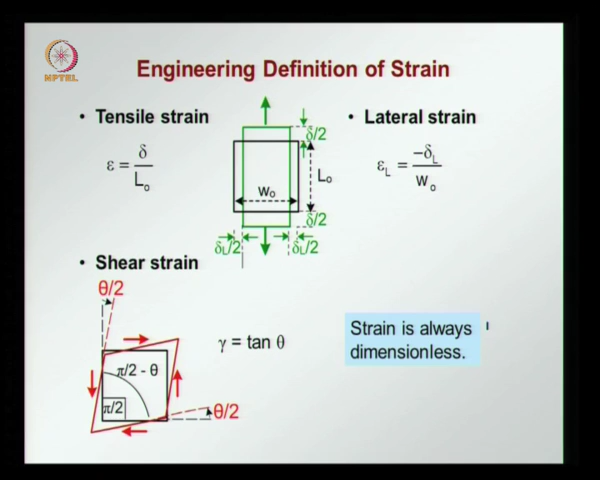 NPTEL
Engineering Definition of Strain
• Tensile strain
ε = δ / Lo
δ/2
Lo
Wo
δ/2
δL/2
δL/2
• Lateral strain
εL = −δL / Wo
• Shear strain
θ/2
π/2 - θ
π/2
θ/2
γ = tan θ
Strain is always
dimensionless.